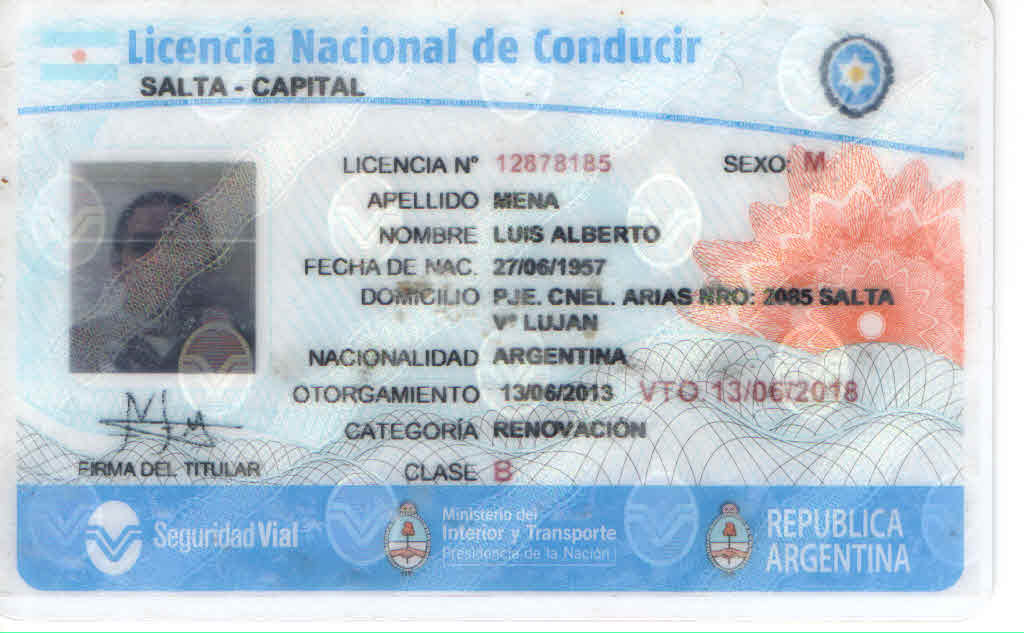 Licencia Nacional de Conducir
SALTA - CAPITAL
LICENCIA Nº 12878185 SEXO: M
APELLIDO MENA
NOMBRE LUIS ALBERTO
FECHA DE NAC. 27/06/1957
DOMICILIO PJE. CNEL. ARIAS NRO: 2085 SALTA
Vº LUJAN
NACIONALIDAD ARGENTINA
OTORGAMIENTO 13/06/2013 VTO. 13/06/2018
CATEGORÍA RENOVACIÓN
FIRMA DEL TITULAR
CLASE B
Seguridad Vial
Ministerio del
Interior y Transporte
Presidencia de la Nación
REPUBLICA
ARGENTINA